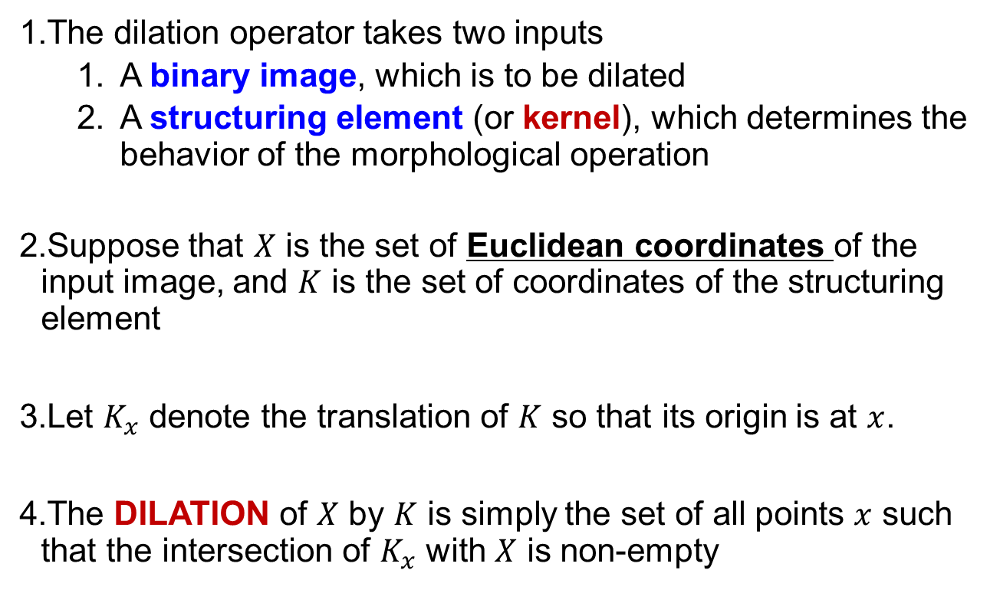 1.The dilation operator takes two inputs
1. A binary image, which is to be dilated
2. A structuring element (or kernel), which determines the
behavior of the morphological operation
2.Suppose that X is the set of Euclidean coordinates of the
input image, and K is the set of coordinates of the structuring
element
3.Let Kₓ denote the translation of K so that its origin is at x.
4.The DILATION of X by K is simply the set of all points x such
that the intersection of Kₓ with X is non-empty